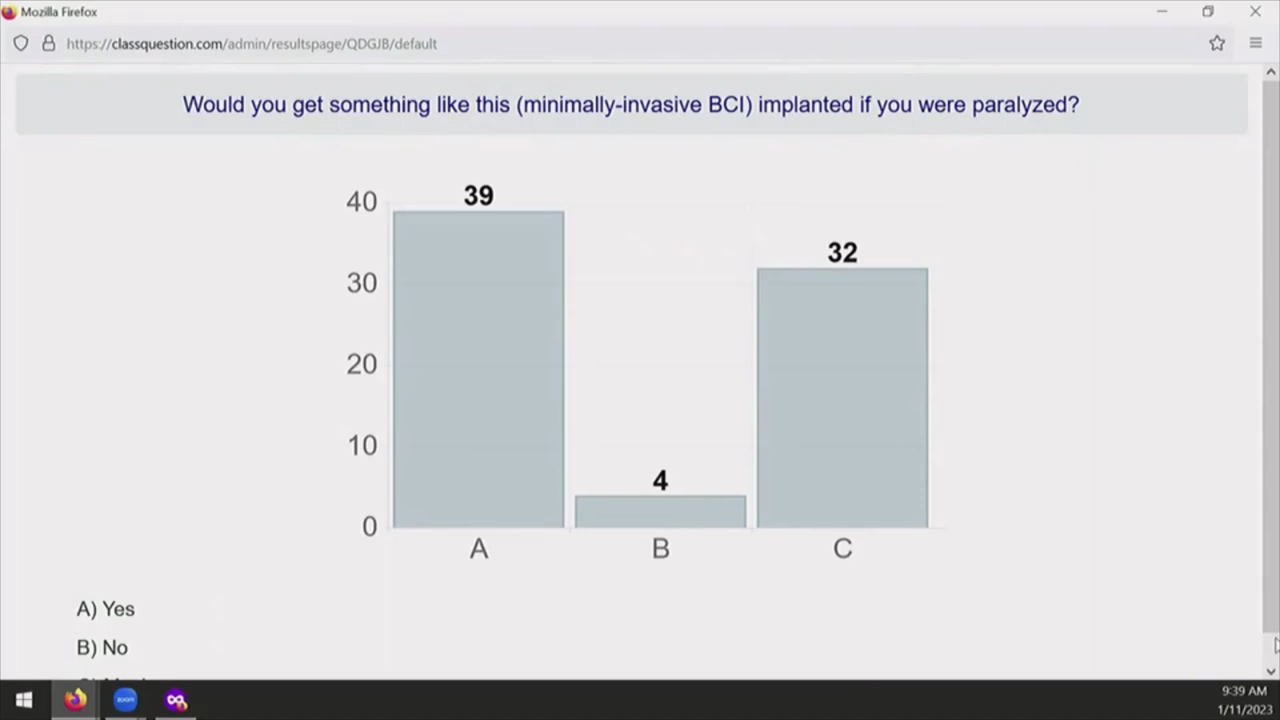 Mozilla Firefox
https://classquestion.com/admin/resultspage/QDGJB/default
Would you get something like this (minimally-invasive BCI) implanted if you were paralyzed?
40
39
30
32
20
10
4
0
A
B
C
A) Yes
B) No
zoom
9:39 AM
1/11/2023